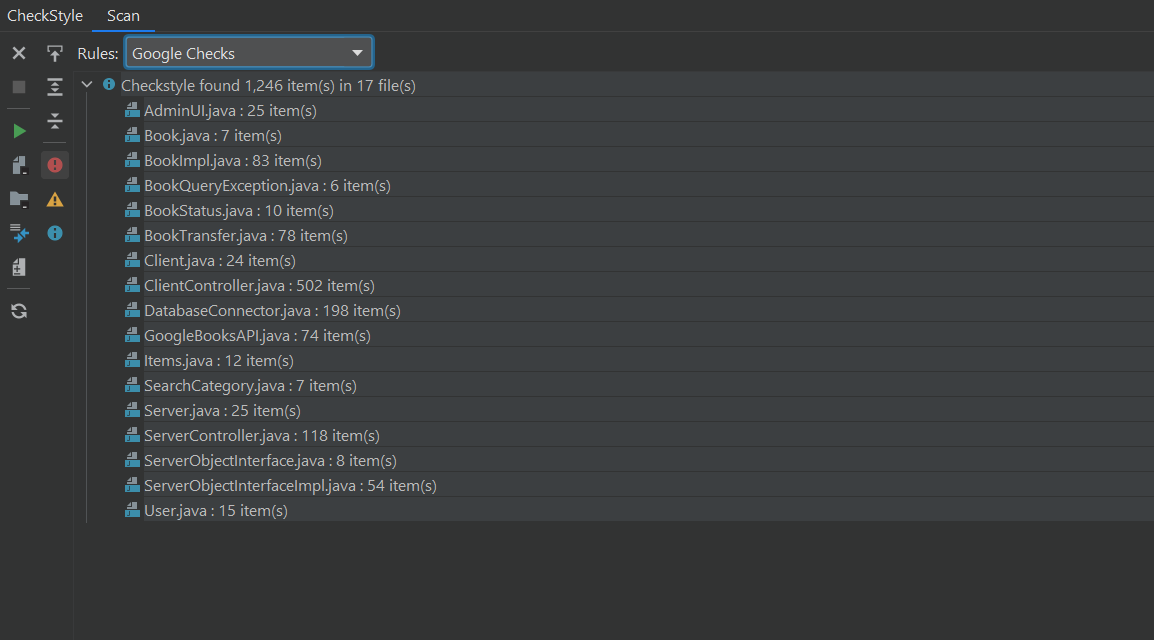 CheckStyle Scan
Rules: Google Checks
Checkstyle found 1,246 item(s) in 17 file(s)
AdminUI.java : 25 item(s)
Book.java : 7 item(s)
BookImpl.java : 83 item(s)
BookQueryException.java : 6 item(s)
BookStatus.java : 10 item(s)
BookTransfer.java : 78 item(s)
Client.java : 24 item(s)
ClientController.java : 502 item(s)
DatabaseConnector.java : 198 item(s)
GoogleBooksAPI.java : 74 item(s)
Items.java : 12 item(s)
SearchCategory.java : 7 item(s)
Server.java : 25 item(s)
ServerController.java : 118 item(s)
ServerObjectInterface.java : 8 item(s)
ServerObjectInterfaceImpl.java : 54 item(s)
User.java : 15 item(s)